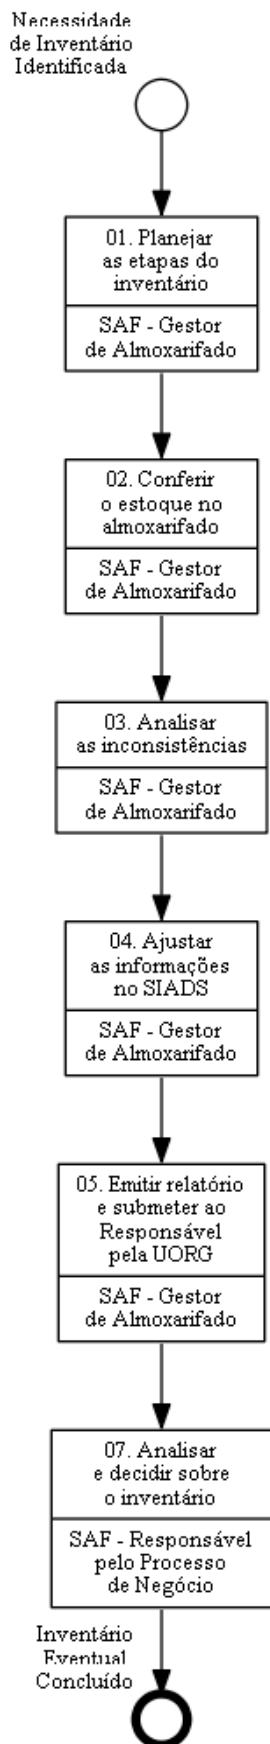 Necessidade
de Inventário
Identificada
01. Planejar
as etapas do
inventário
SAF - Gestor
de Almoxarifado
02. Conferir
o estoque no
almoxarifado
SAF - Gestor
de Almoxarifado
03. Analisar
as inconsistências
SAF - Gestor
de Almoxarifado
04. Ajustar
as informações
no SIADS
SAF - Gestor
de Almoxarifado
05. Emitir relatório
e submeter ao
Responsável
pela UORG
SAF - Gestor
de Almoxarifado
07. Analisar
e decidir sobre
o inventário
SAF - Responsável
pelo Processo
de Negócio
Inventário
Eventual
Concluído